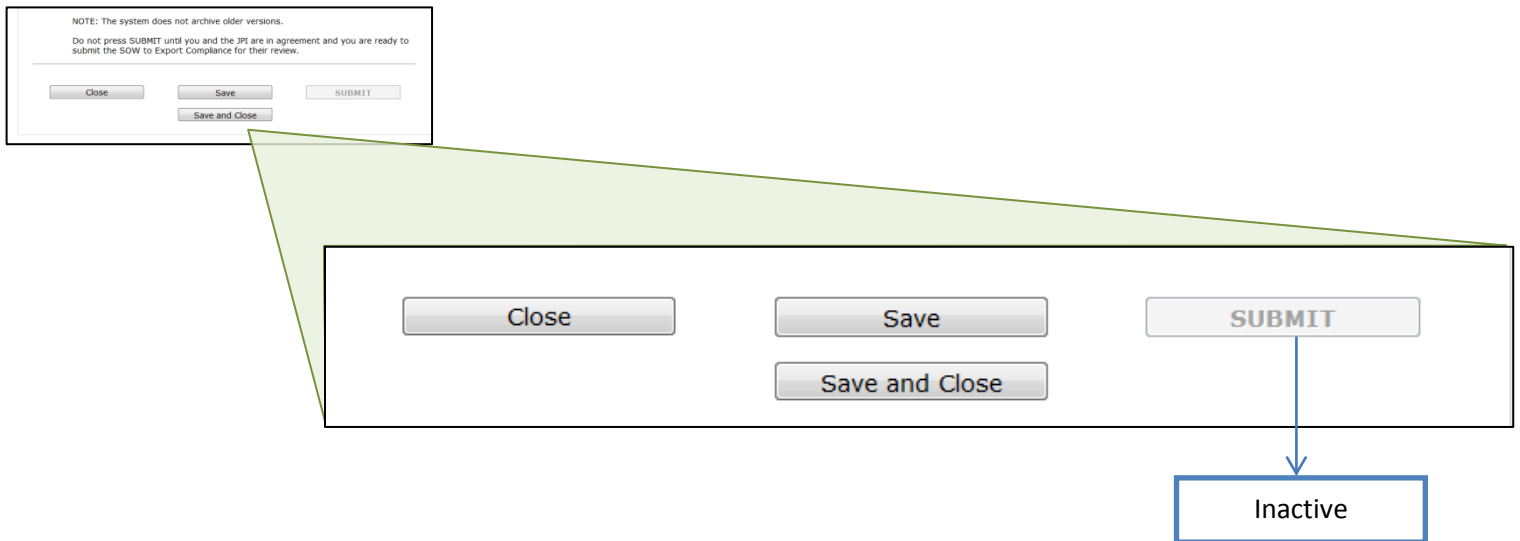 NOTE: The system does not archive older versions.
Do not press SUBMIT until you and the JPI are in agreement and you are ready to
submit the SOW to Export Compliance for their review.
Close Save SUBMIT
Save and Close
Close Save SUBMIT
Save and Close
Inactive